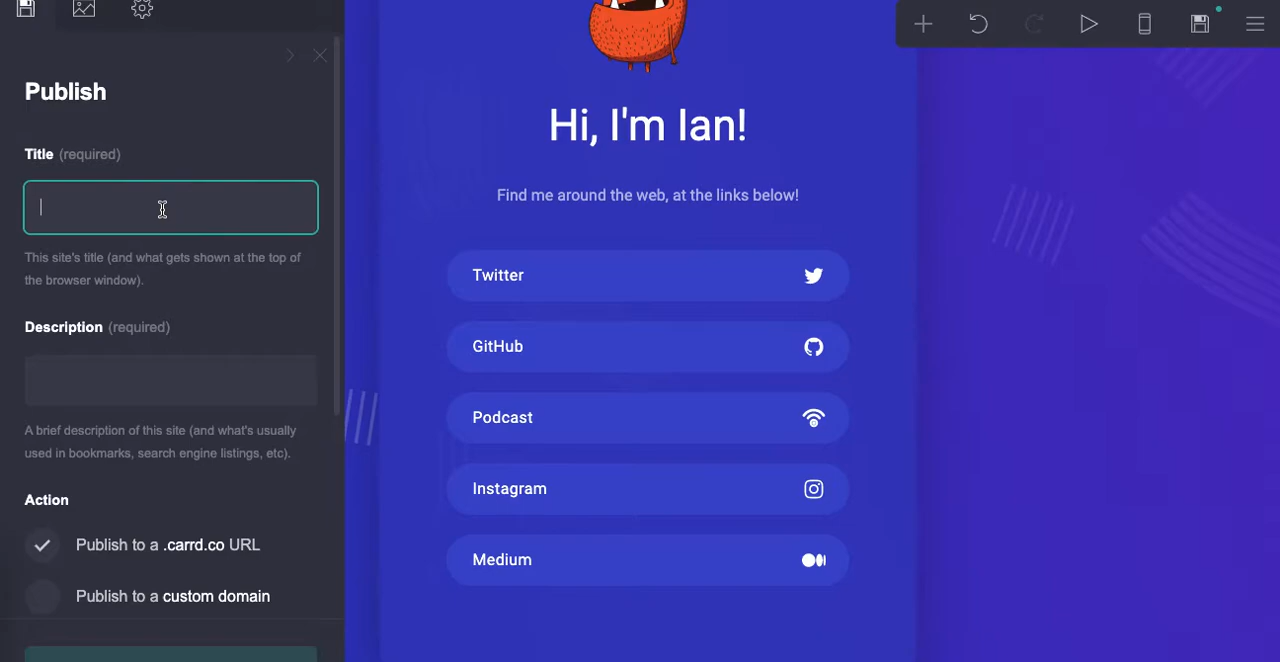 Publish
Title (required)
This site's title (and what gets shown at the top of
the browser window).
Description (required)
A brief description of this site (and what's usually
used in bookmarks, search engine listings, etc).
Action
Publish to a .carrd.co URL
Publish to a custom domain
Hi, I'm Ian!
Find me around the web, at the links below!
Twitter
GitHub
Podcast
Instagram
Medium